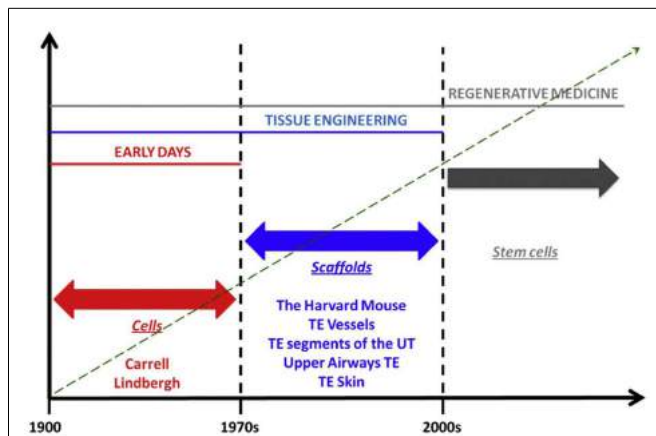 REGENERATIVE MEDICINE
TISSUE ENGINEERING
EARLY DAYS
Scaffolds
Stem cells
The Harvard Mouse
TE Vessels
TE segments of the UT
Upper Airways TE
TE Skin
Cells
Carrell
Lindbergh
1900
1970s
2000s